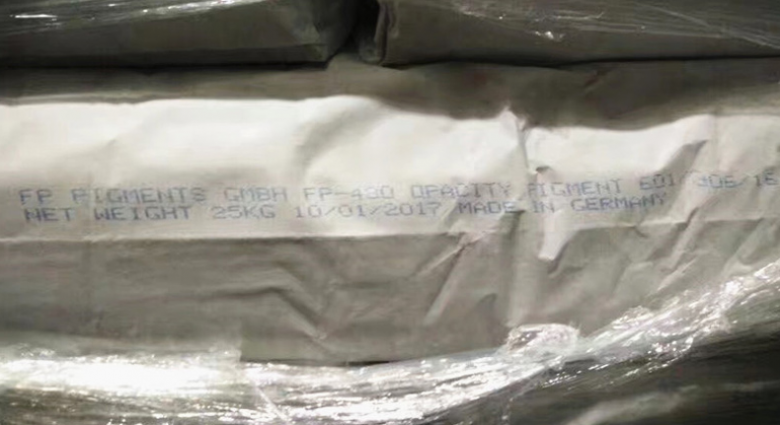 FP PIGMENTS GMBH FP-430 OPACITY PIGMENT 601 306/16
NET WEIGHT 25KG 10/01/2017 MADE IN GERMANY